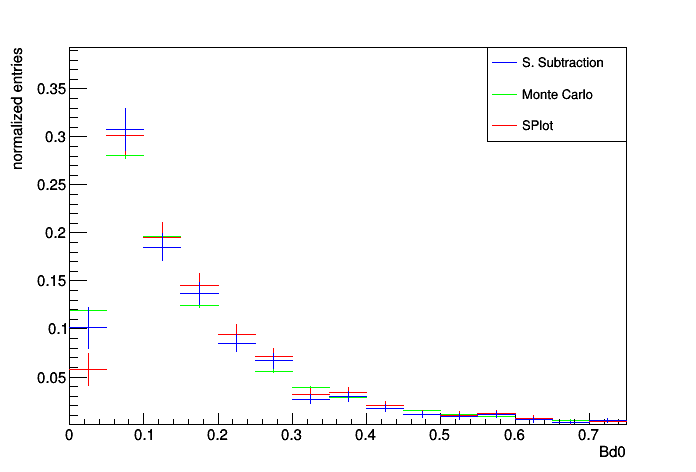 normalized entries
S. Subtraction
Monte Carlo
SPlot
0.35
0.3
0.25
0.2
0.15
0.1
0.05
0 0.1 0.2 0.3 0.4 0.5 0.6 0.7
Bd0